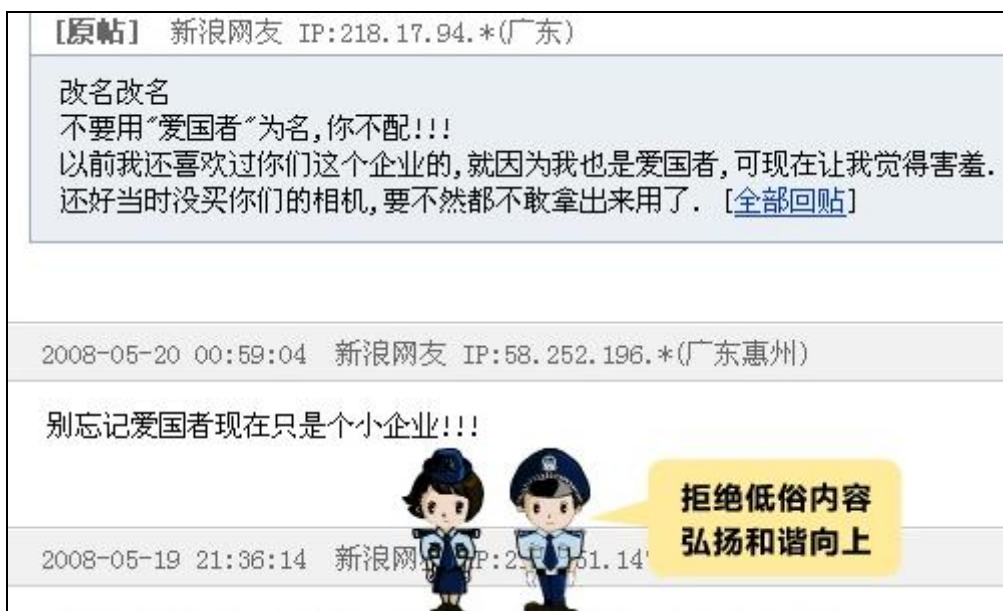 [原帖] 新浪网友 IP:218.17.94.*(广东)
改名改名
不要用"爱国者"为名,你不配!!!
以前我还喜欢过你们这个企业的,就因为我也是爱国者,可现在让我觉得害羞.
还好当时没买你们的相机,要不然都不敢拿出来用了. [全部回贴]
2008-05-20 00:59:04 新浪网友 IP:58.252.196.*(广东惠州)
别忘记爱国者现在只是个小企业!!!
拒绝低俗内容
弘扬和谐向上
2008-05-19 21:36:14 新浪网